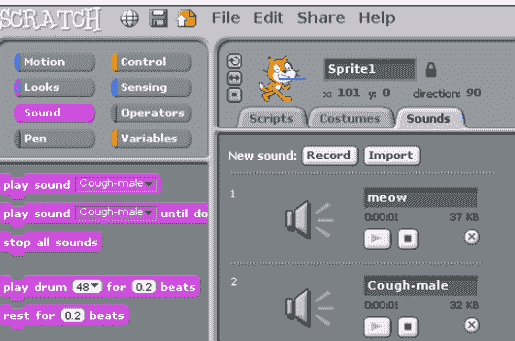 SCRATCH File Edit Share Help
Motion Control
Looks Sensing
Sound Operators
Pen Variables
Sprite1
x: 101 y: 0 direction: 90
Scripts Costumes Sounds
New sound: Record Import
1 meow
0:00:01 37 KB
2 Cough-male
0:00:01 32 KB
play sound Cough-male
play sound Cough-male until do
stop all sounds
play drum 48 for 0.2 beats
rest for 0.2 beats